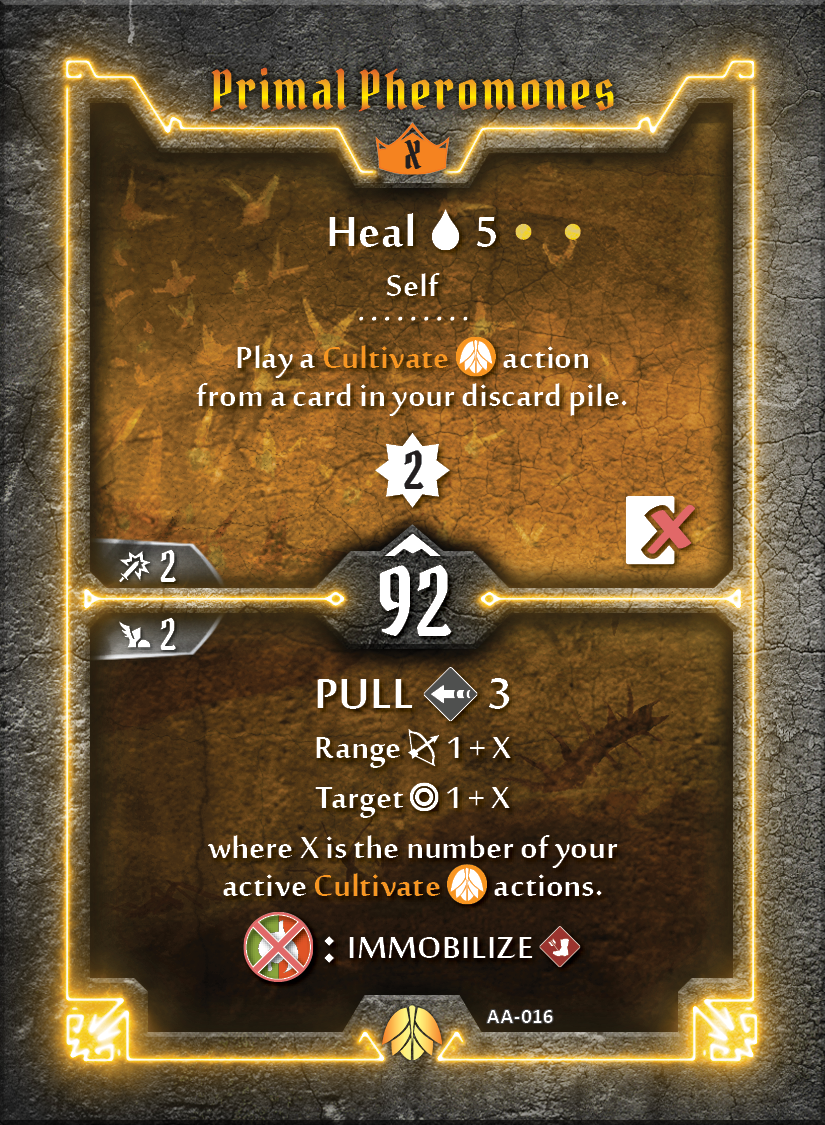 Primal Pheromones
X
Heal 5
Self
Play a Cultivate action
from a card in your discard pile.
2
2
92
2
PULL 3
Range 1 + X
Target 1 + X
where X is the number of your
active Cultivate actions.
: IMMOBILIZE
AA-016